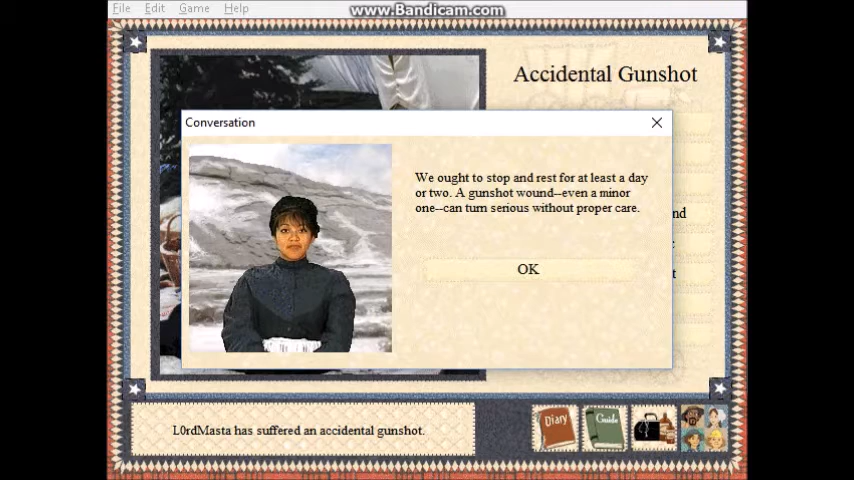 www.Bandicam.com
File Edit Game Help
Accidental Gunshot
Conversation
We ought to stop and rest for at least a day
or two. A gunshot wound--even a minor
one--can turn serious without proper care.
OK
nd
c
t
L0rdMasta has suffered an accidental gunshot.
Diary
Guide